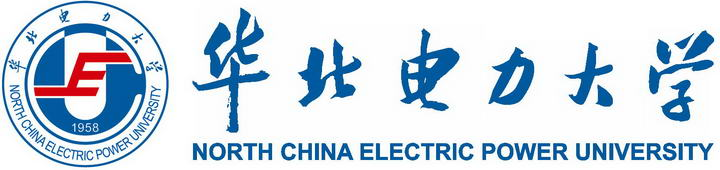 华北电力大学
1958
NORTH CHINA ELECTRIC POWER UNIVERSITY
华北电力大学
NORTH CHINA ELECTRIC POWER UNIVERSITY